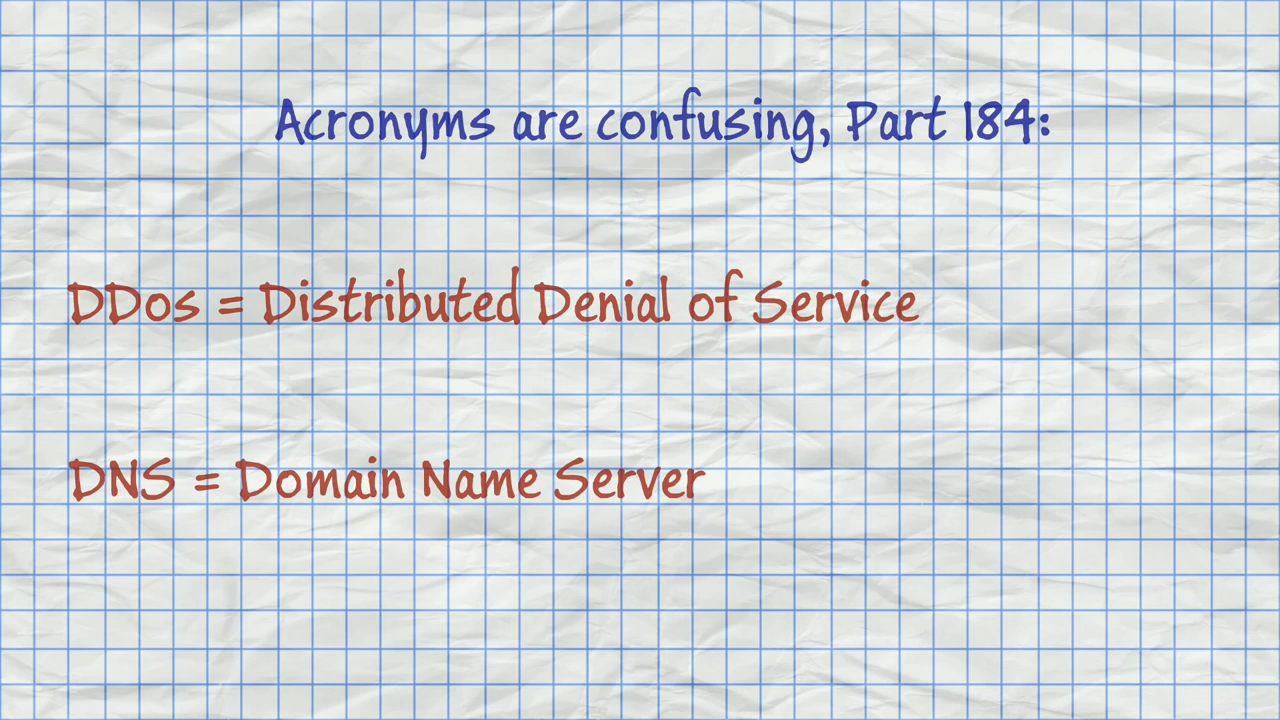 Acronyms are confusing, Part 184:
DDos = Distributed Denial of Service
DNS = Domain Name Server